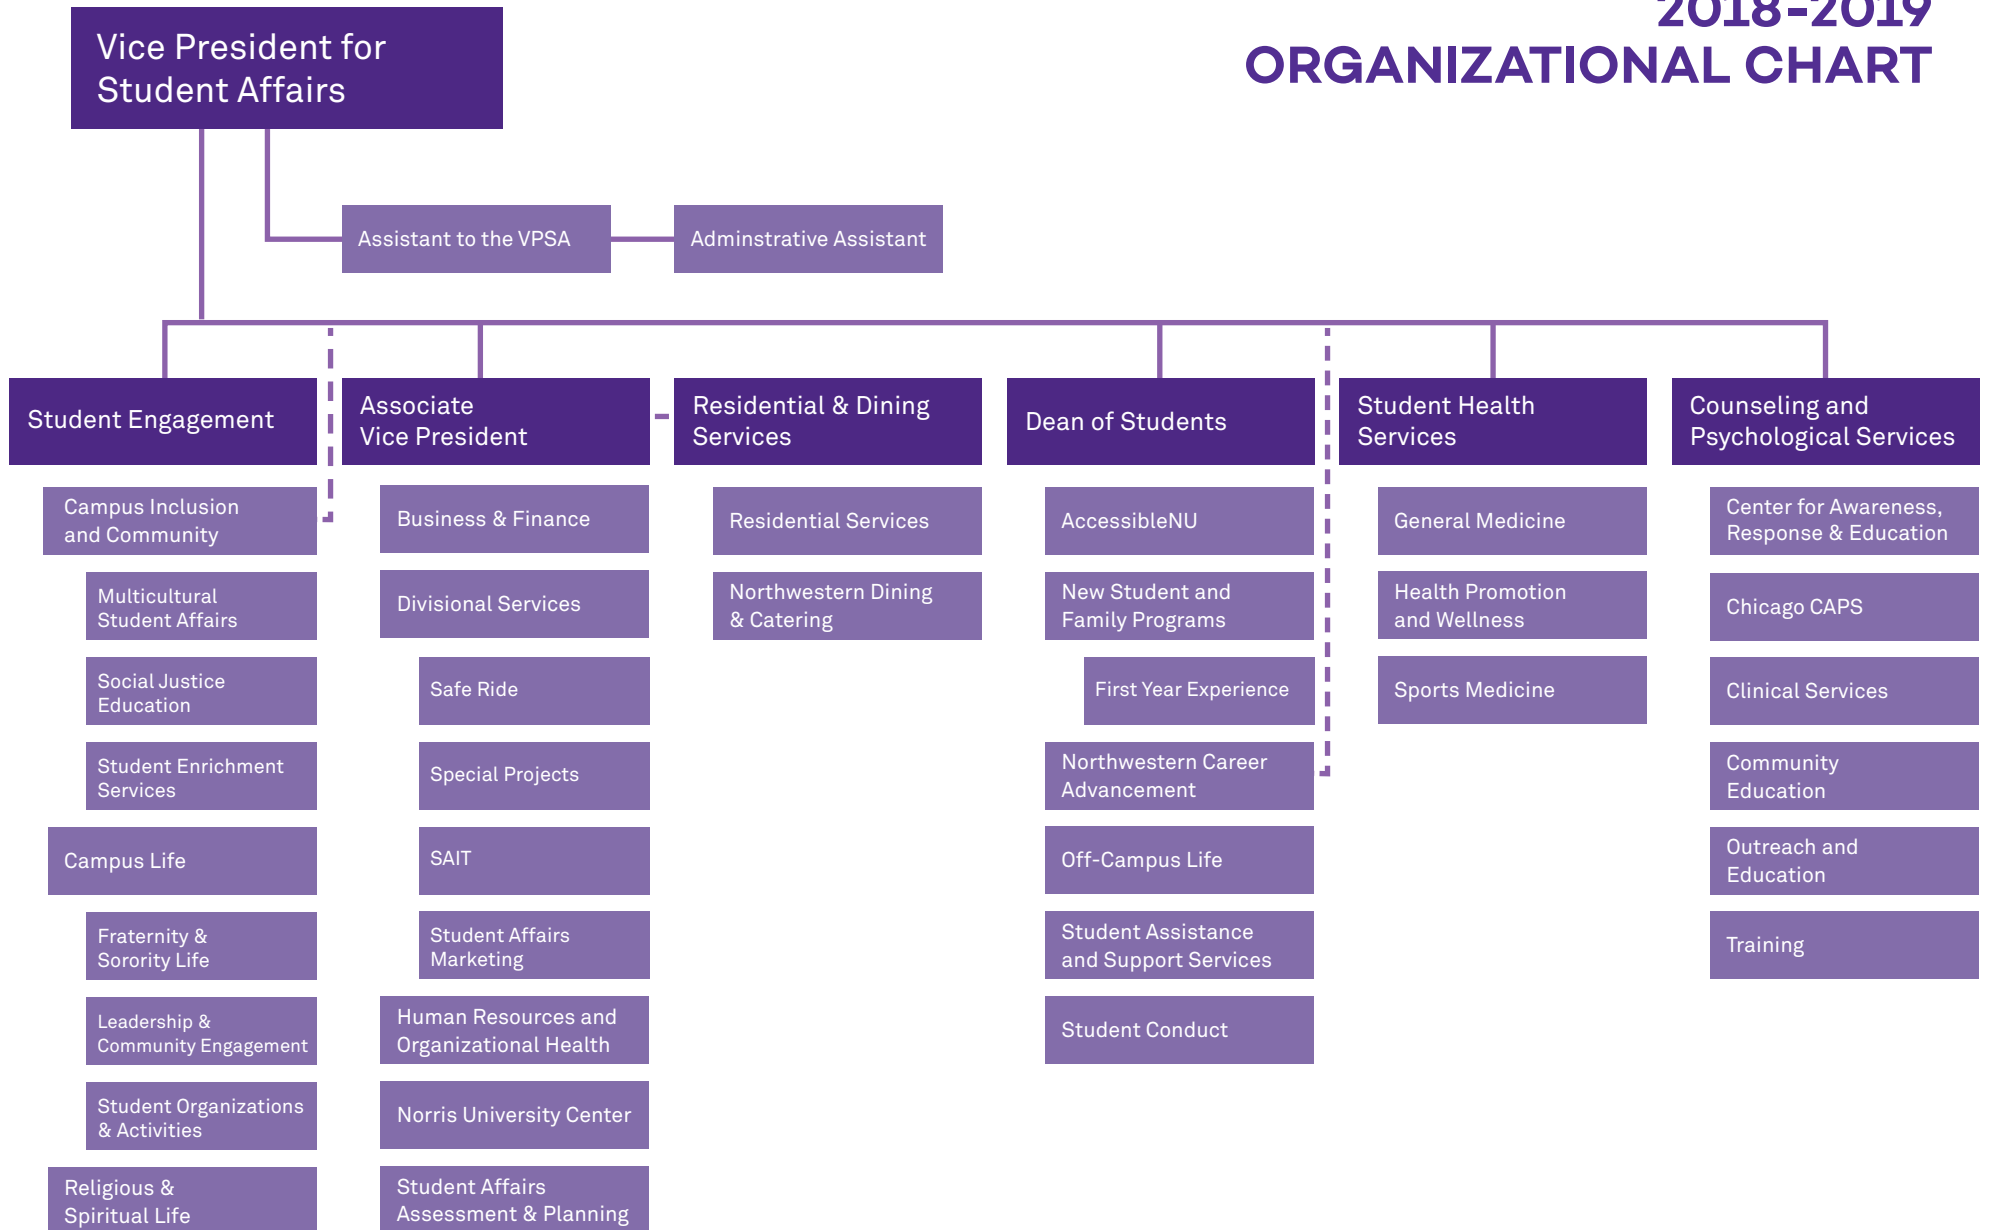 2018-2019
ORGANIZATIONAL CHART
Vice President for
Student Affairs
Assistant to the VPSA
Adminstrative Assistant
Student Engagement
Campus Inclusion
and Community
Multicultural
Student Affairs
Social Justice
Education
Student Enrichment
Services
Campus Life
Fraternity &
Sorority Life
Leadership &
Community Engagement
Student Organizations
& Activities
Religious &
Spiritual Life
Associate
Vice President
Business & Finance
Divisional Services
Safe Ride
Special Projects
SAIT
Student Affairs
Marketing
Human Resources and
Organizational Health
Norris University Center
Student Affairs
Assessment & Planning
Residential & Dining
Services
Residential Services
Northwestern Dining
& Catering
Dean of Students
AccessibleNU
New Student and
Family Programs
First Year Experience
Northwestern Career
Advancement
Off-Campus Life
Student Assistance
and Support Services
Student Conduct
Student Health
Services
General Medicine
Health Promotion
and Wellness
Sports Medicine
Counseling and
Psychological Services
Center for Awareness,
Response & Education
Chicago CAPS
Clinical Services
Community
Education
Outreach and
Education
Training